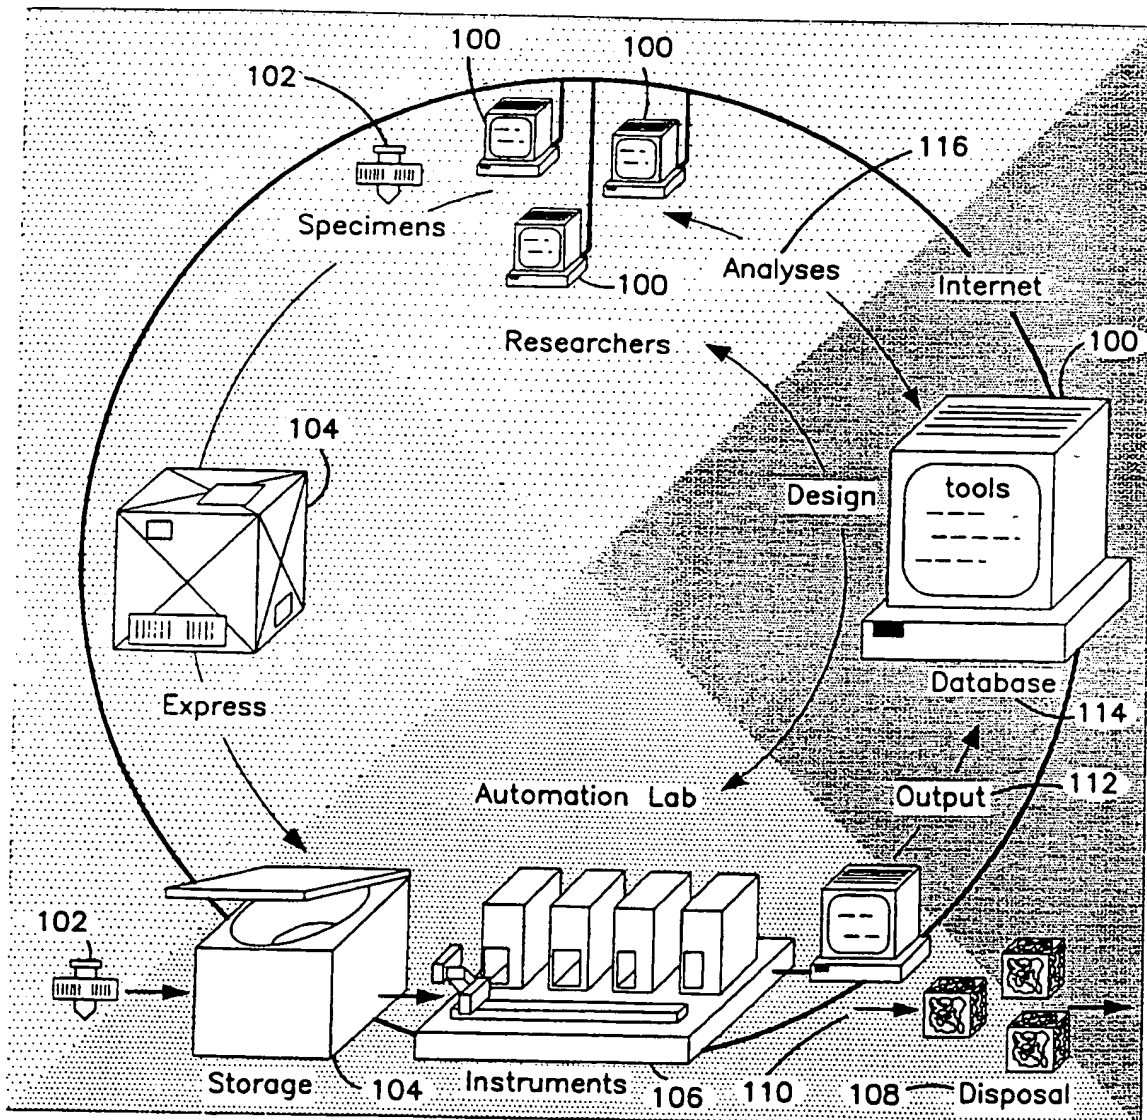 100
100
102
116
Specimens
Analyses
Internet
100
100
Researchers
104
Design
tools
Express
Database
114
Automation Lab
Output
112
102
Storage
104
Instruments
106
110
108
Disposal